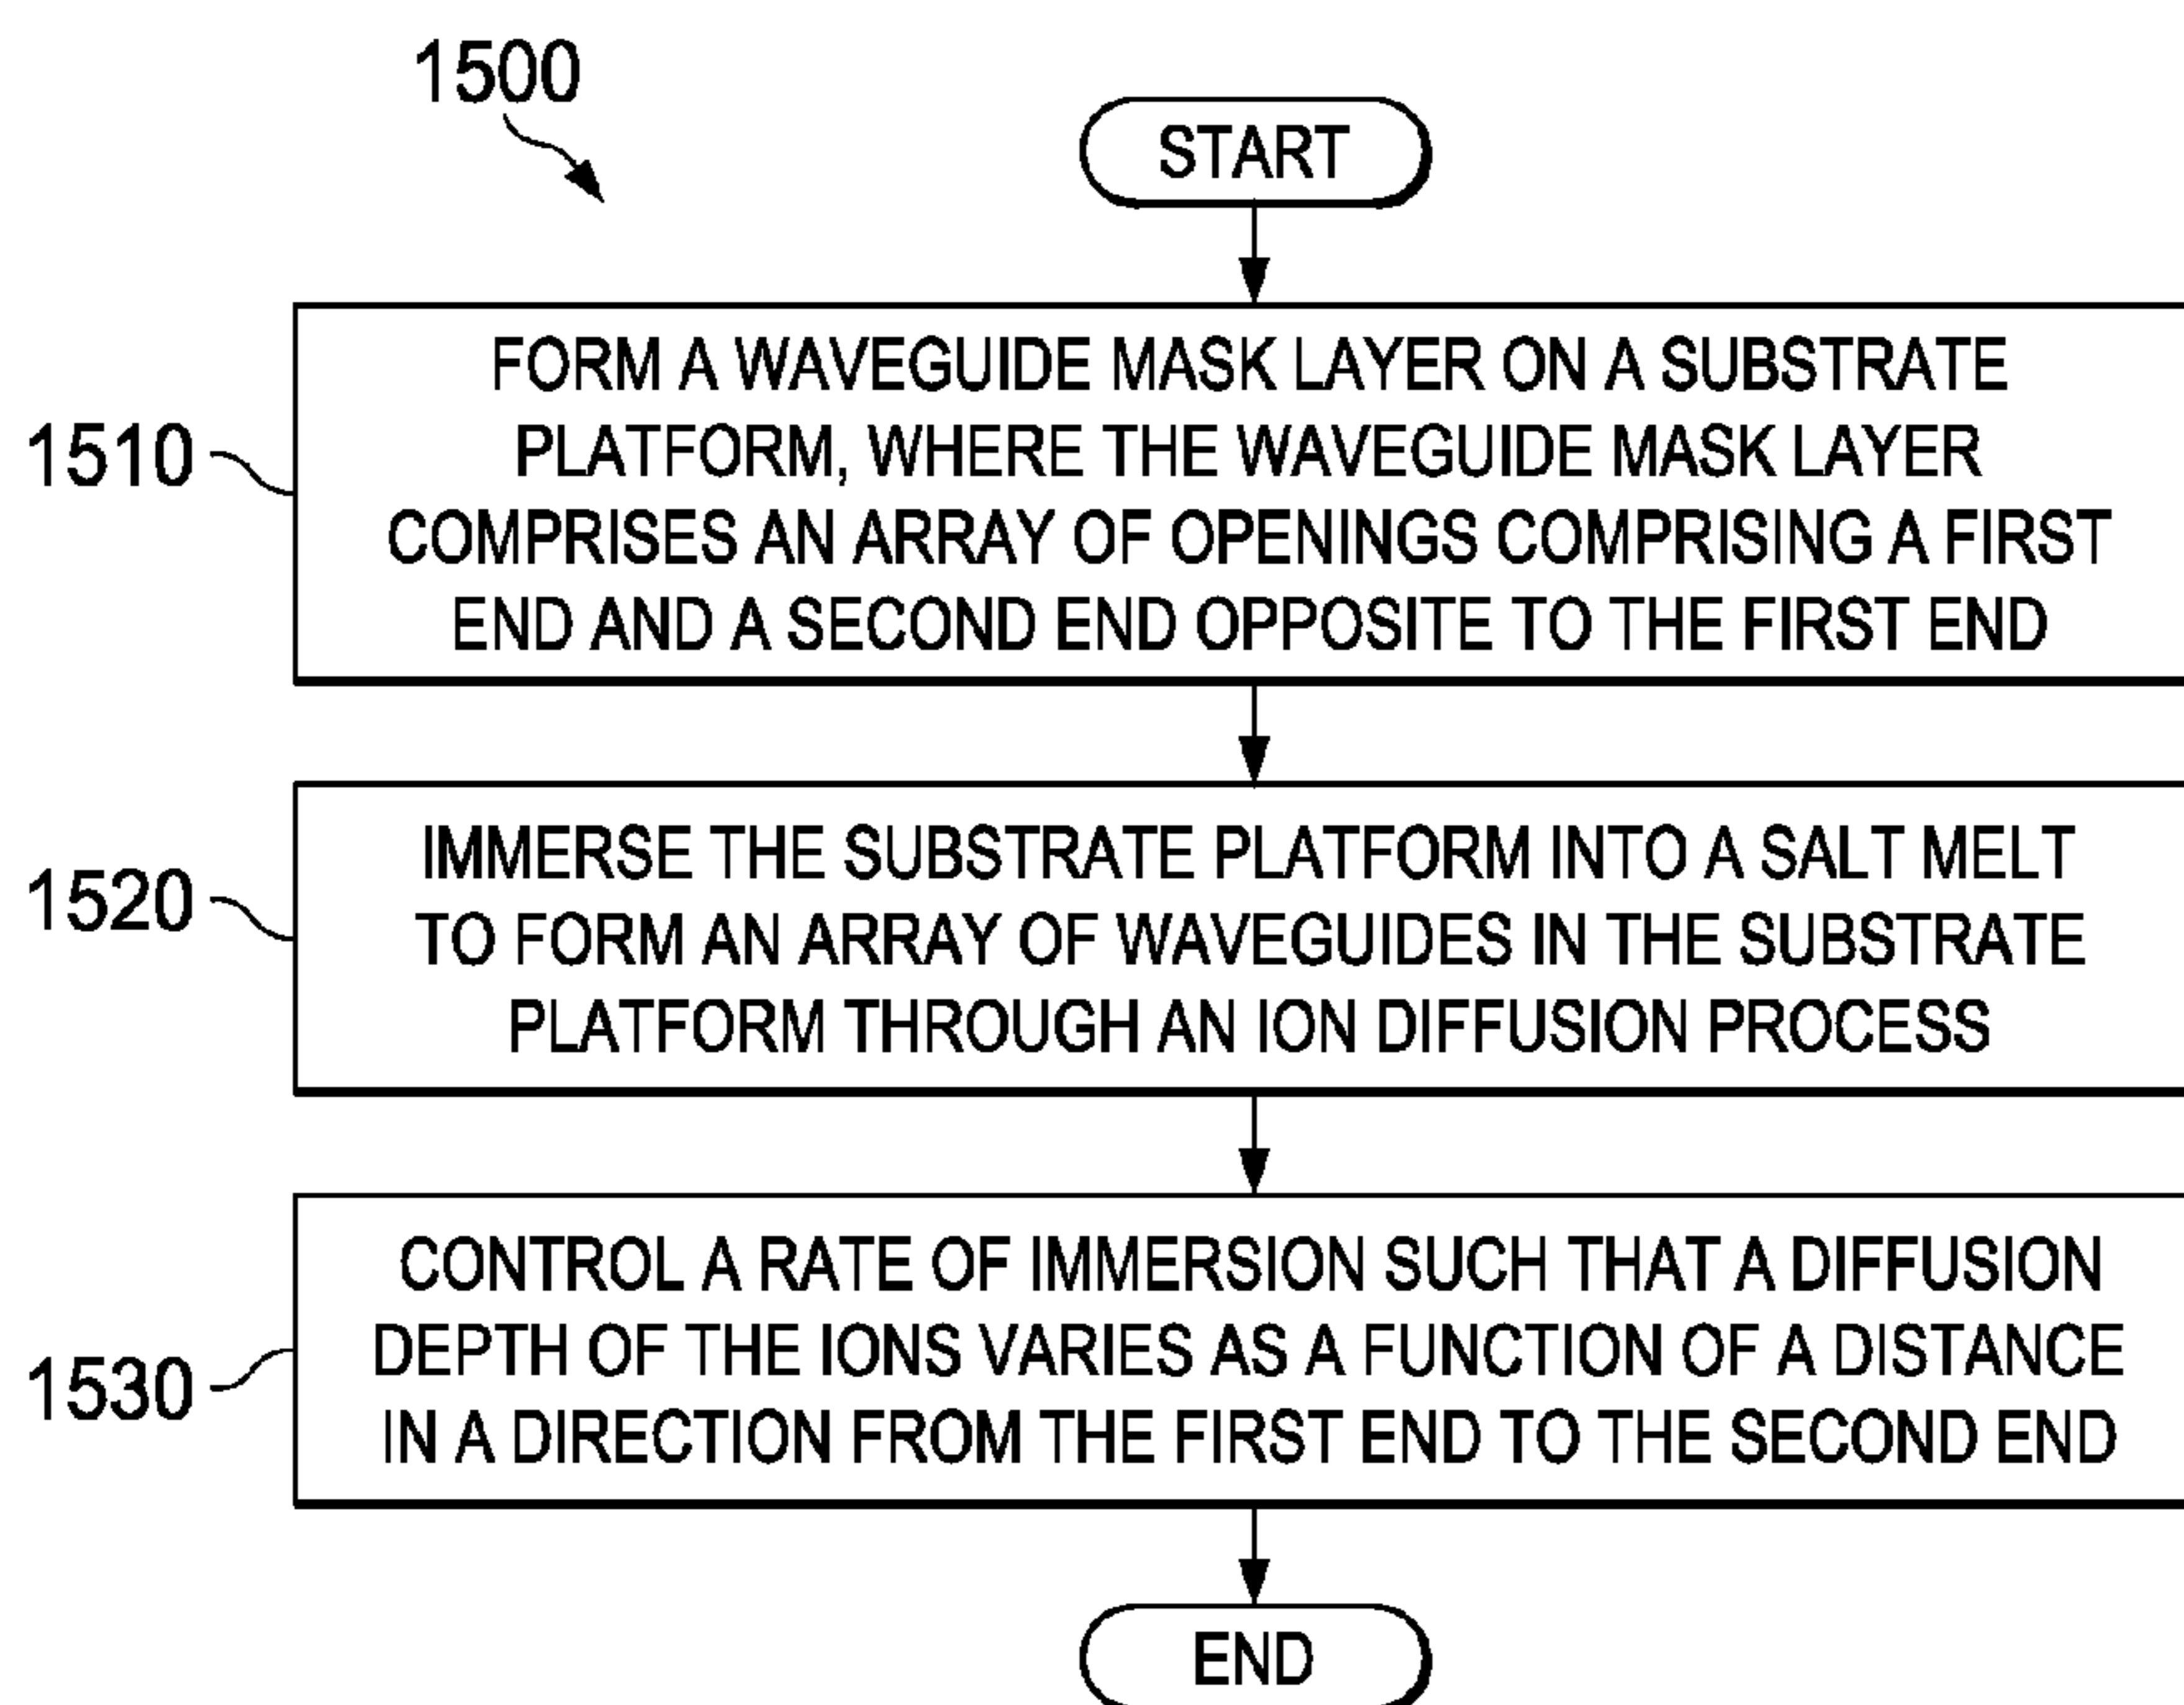 1500
START
1510
FORM A WAVEGUIDE MASK LAYER ON A SUBSTRATE
PLATFORM, WHERE THE WAVEGUIDE MASK LAYER
COMPRISES AN ARRAY OF OPENINGS COMPRISING A FIRST
END AND A SECOND END OPPOSITE TO THE FIRST END
1520
IMMERSE THE SUBSTRATE PLATFORM INTO A SALT MELT
TO FORM AN ARRAY OF WAVEGUIDES IN THE SUBSTRATE
PLATFORM THROUGH AN ION DIFFUSION PROCESS
1530
CONTROL A RATE OF IMMERSION SUCH THAT A DIFFUSION
DEPTH OF THE IONS VARIES AS A FUNCTION OF A DISTANCE
IN A DIRECTION FROM THE FIRST END TO THE SECOND END
END